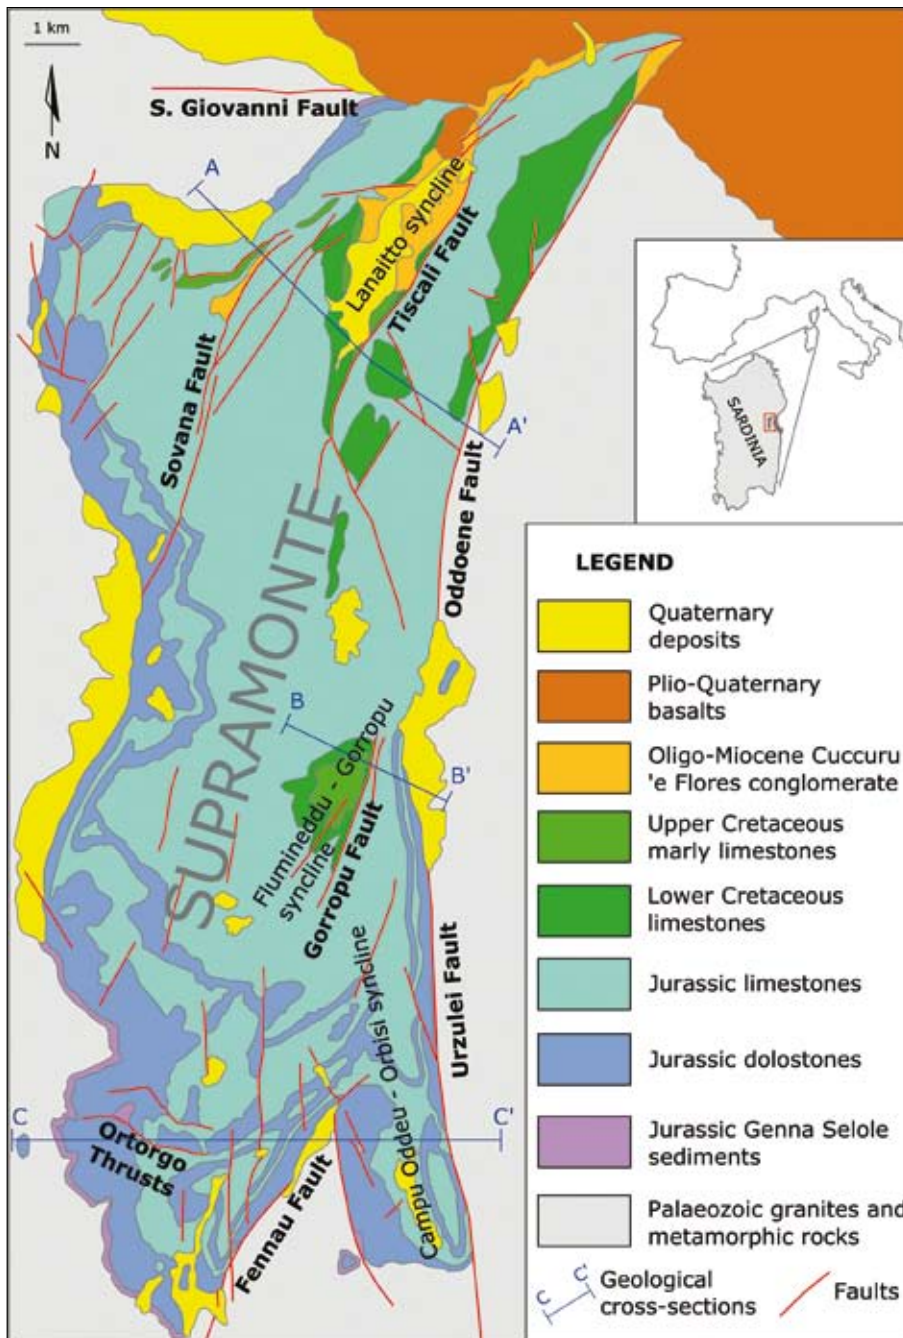 1 km
N
S. Giovanni Fault
A
Lanaitto syncline
Tiscali Fault
Sovana Fault
A'
Oddoene Fault
SUPRAMONTE
B
B'
Flumineddu - Gorropu
syncline
Gorropu Fault
Campu Oddeu - Orbisi syncline
Urzulei Fault
C
C'
Ortorgo
Thrusts
Fennau Fault
SARDINIA
LEGEND
Quaternary
deposits
Plio-Quaternary
basalts
Oligo-Miocene Cuccuru
'e Flores conglomerate
Upper Cretaceous
marly limestones
Lower Cretaceous
limestones
Jurassic limestones
Jurassic dolostones
Jurassic Genna Selole
sediments
Palaeozoic granites and
metamorphic rocks
C C' Geological
cross-sections
Faults